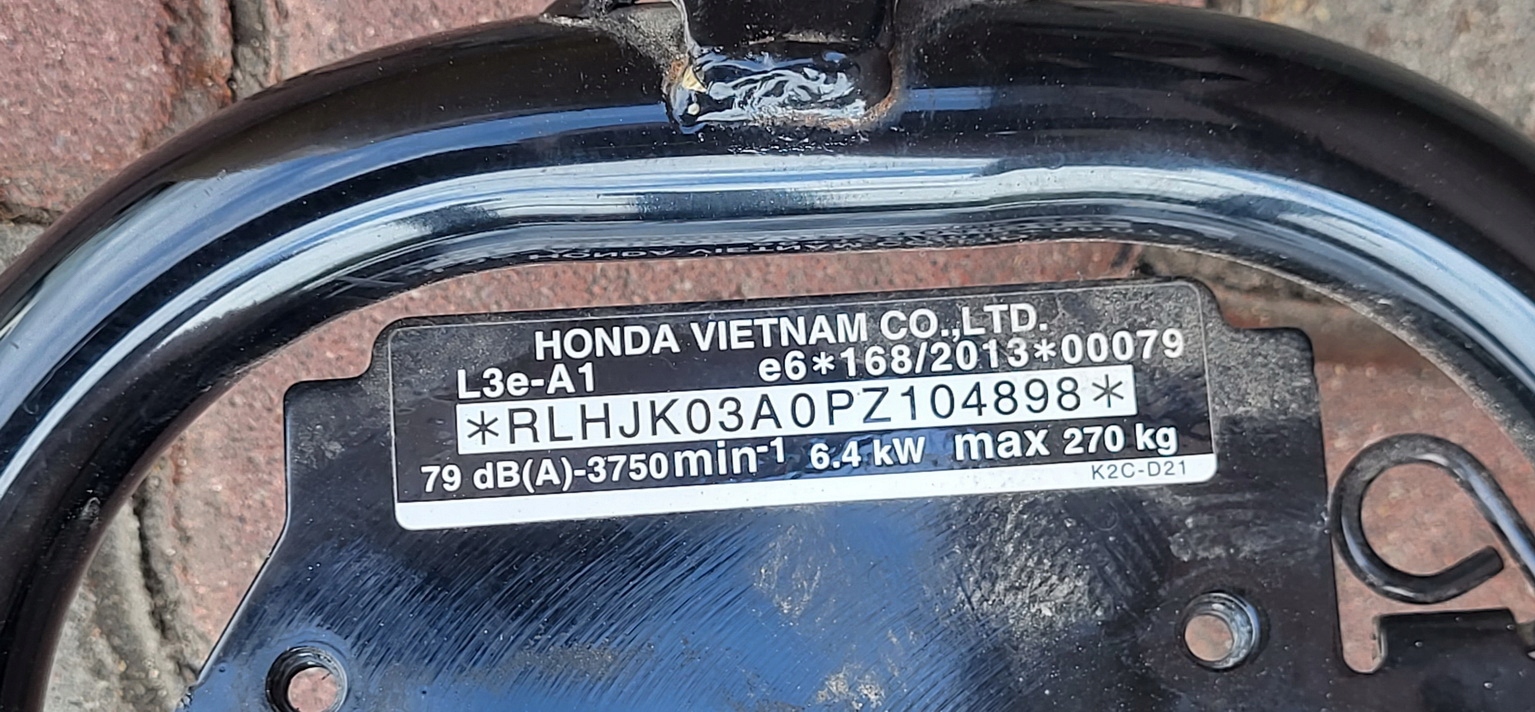 HONDA VIETNAM CO.,LTD.
L3e-A1 e6*168/2013*00079
*RLHJK03A0PZ104898*
79 dB(A)-3750min-1 6.4 kW max 270 kg
K2C-D21